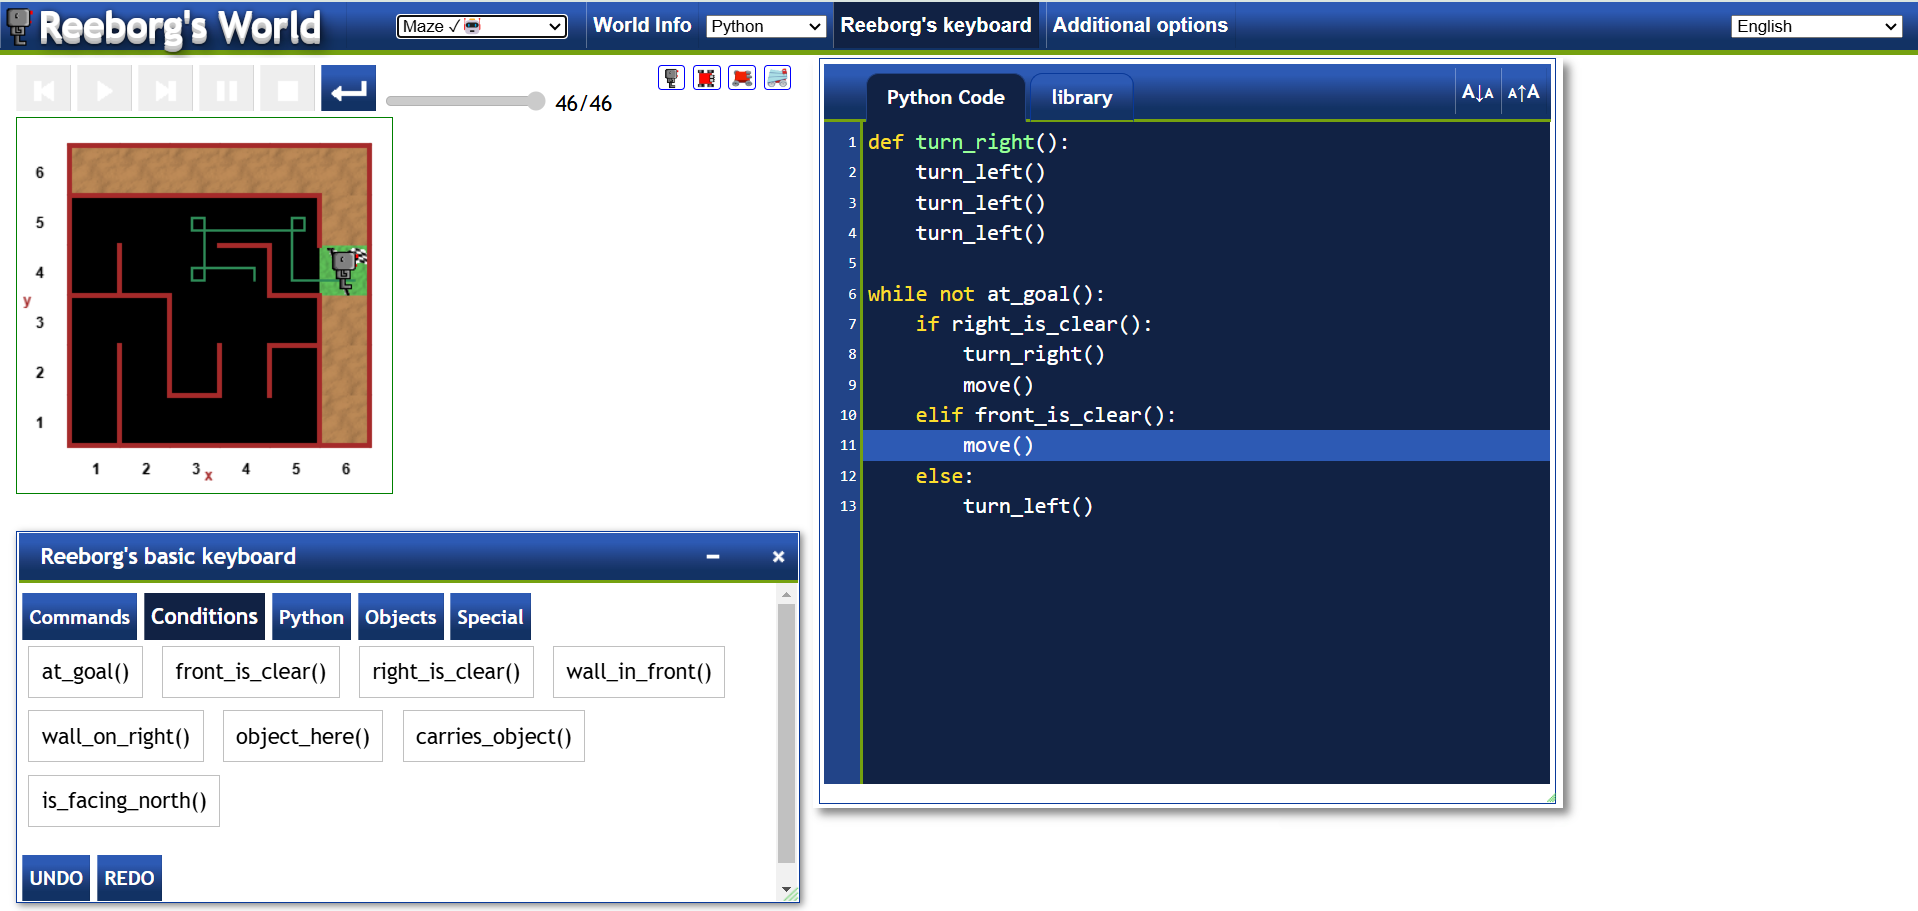 Reeborg's World
Maze ✓
World Info
Python
Reeborg's keyboard
Additional options
English
46/46
6
5
4
y
3
2
1
1 2 3 x 4 5 6
Python Code
library
A↓A
A↑A
1 def turn_right():
2 turn_left()
3 turn_left()
4 turn_left()
5
6 while not at_goal():
7 if right_is_clear():
8 turn_right()
9 move()
10 elif front_is_clear():
11 move()
12 else:
13 turn_left()
Reeborg's basic keyboard
Commands Conditions Python Objects Special
at_goal() front_is_clear() right_is_clear() wall_in_front()
wall_on_right() object_here() carries_object()
is_facing_north()
UNDO REDO